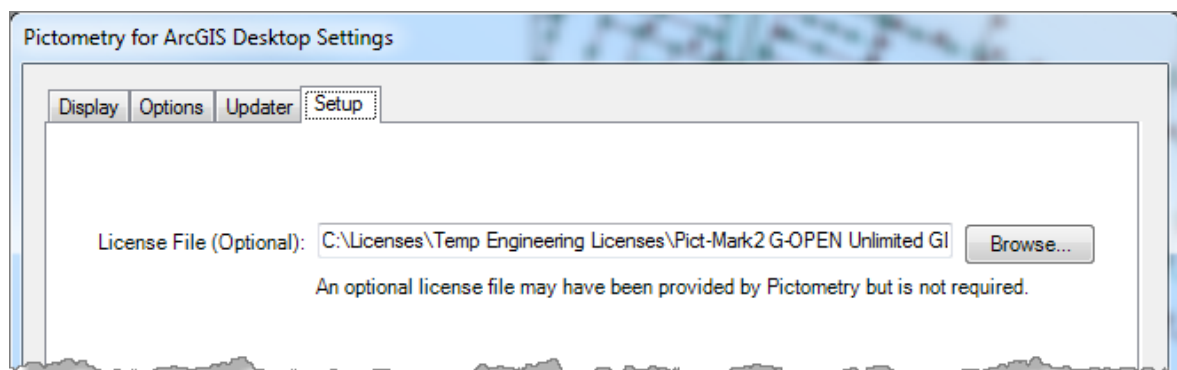 Pictometry for ArcGIS Desktop Settings
Display Options Updater Setup
License File (Optional): C:\Licenses\Temp Engineering Licenses\Pict-Mark2 G-OPEN Unlimited GI Browse...
An optional license file may have been provided by Pictometry but is not required.